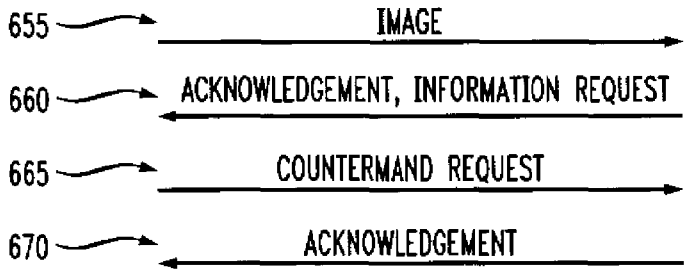 655 IMAGE
660 ACKNOWLEDGEMENT, INFORMATION REQUEST
665 COUNTERMAND REQUEST
670 ACKNOWLEDGEMENT